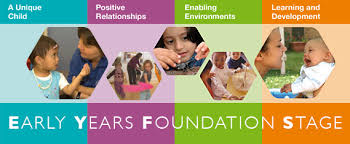 A Unique Child
Positive Relationships
Enabling Environments
Learning and Development
EARLY YEARS FOUNDATION STAGE